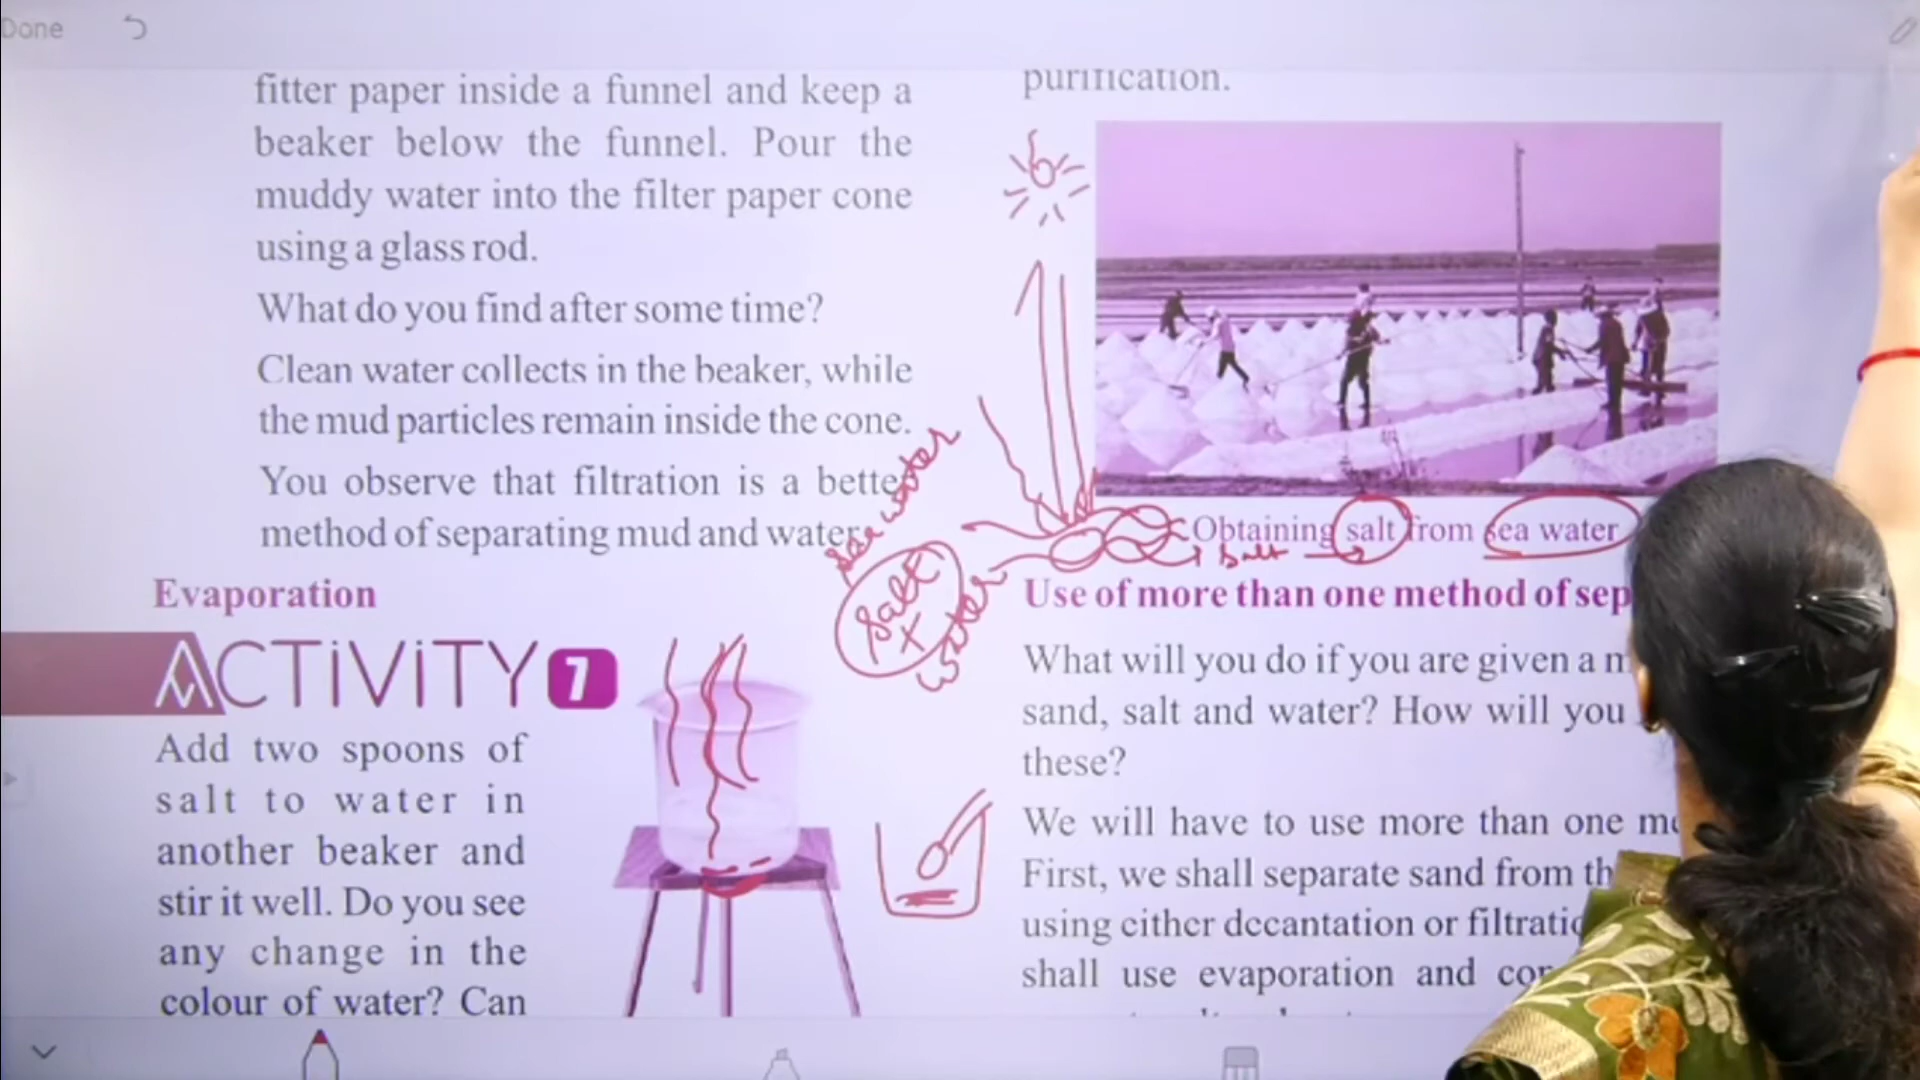 Done
fitter paper inside a funnel and keep a
beaker below the funnel. Pour the
muddy water into the filter paper cone
using a glass rod.
What do you find after some time?
Clean water collects in the beaker, while
the mud particles remain inside the cone.
You observe that filtration is a bette
method of separating mud and water.
Evaporation
ACTiViTY 7
Add two spoons of
salt to water in
another beaker and
stir it well. Do you see
any change in the
colour of water? Can
sea water
salt
+
water
purification.
Obtaining salt from sea water
salt
Use of more than one method of sep
What will you do if you are given a m
sand, salt and water? How will you
these?
We will have to use more than one me
First, we shall separate sand from th
using either decantation or filtratio
shall use evaporation and con